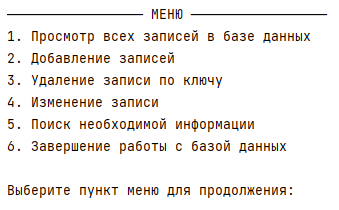 МЕНЮ
1. Просмотр всех записей в базе данных
2. Добавление записей
3. Удаление записи по ключу
4. Изменение записи
5. Поиск необходимой информации
6. Завершение работы с базой данных
Выберите пункт меню для продолжения: